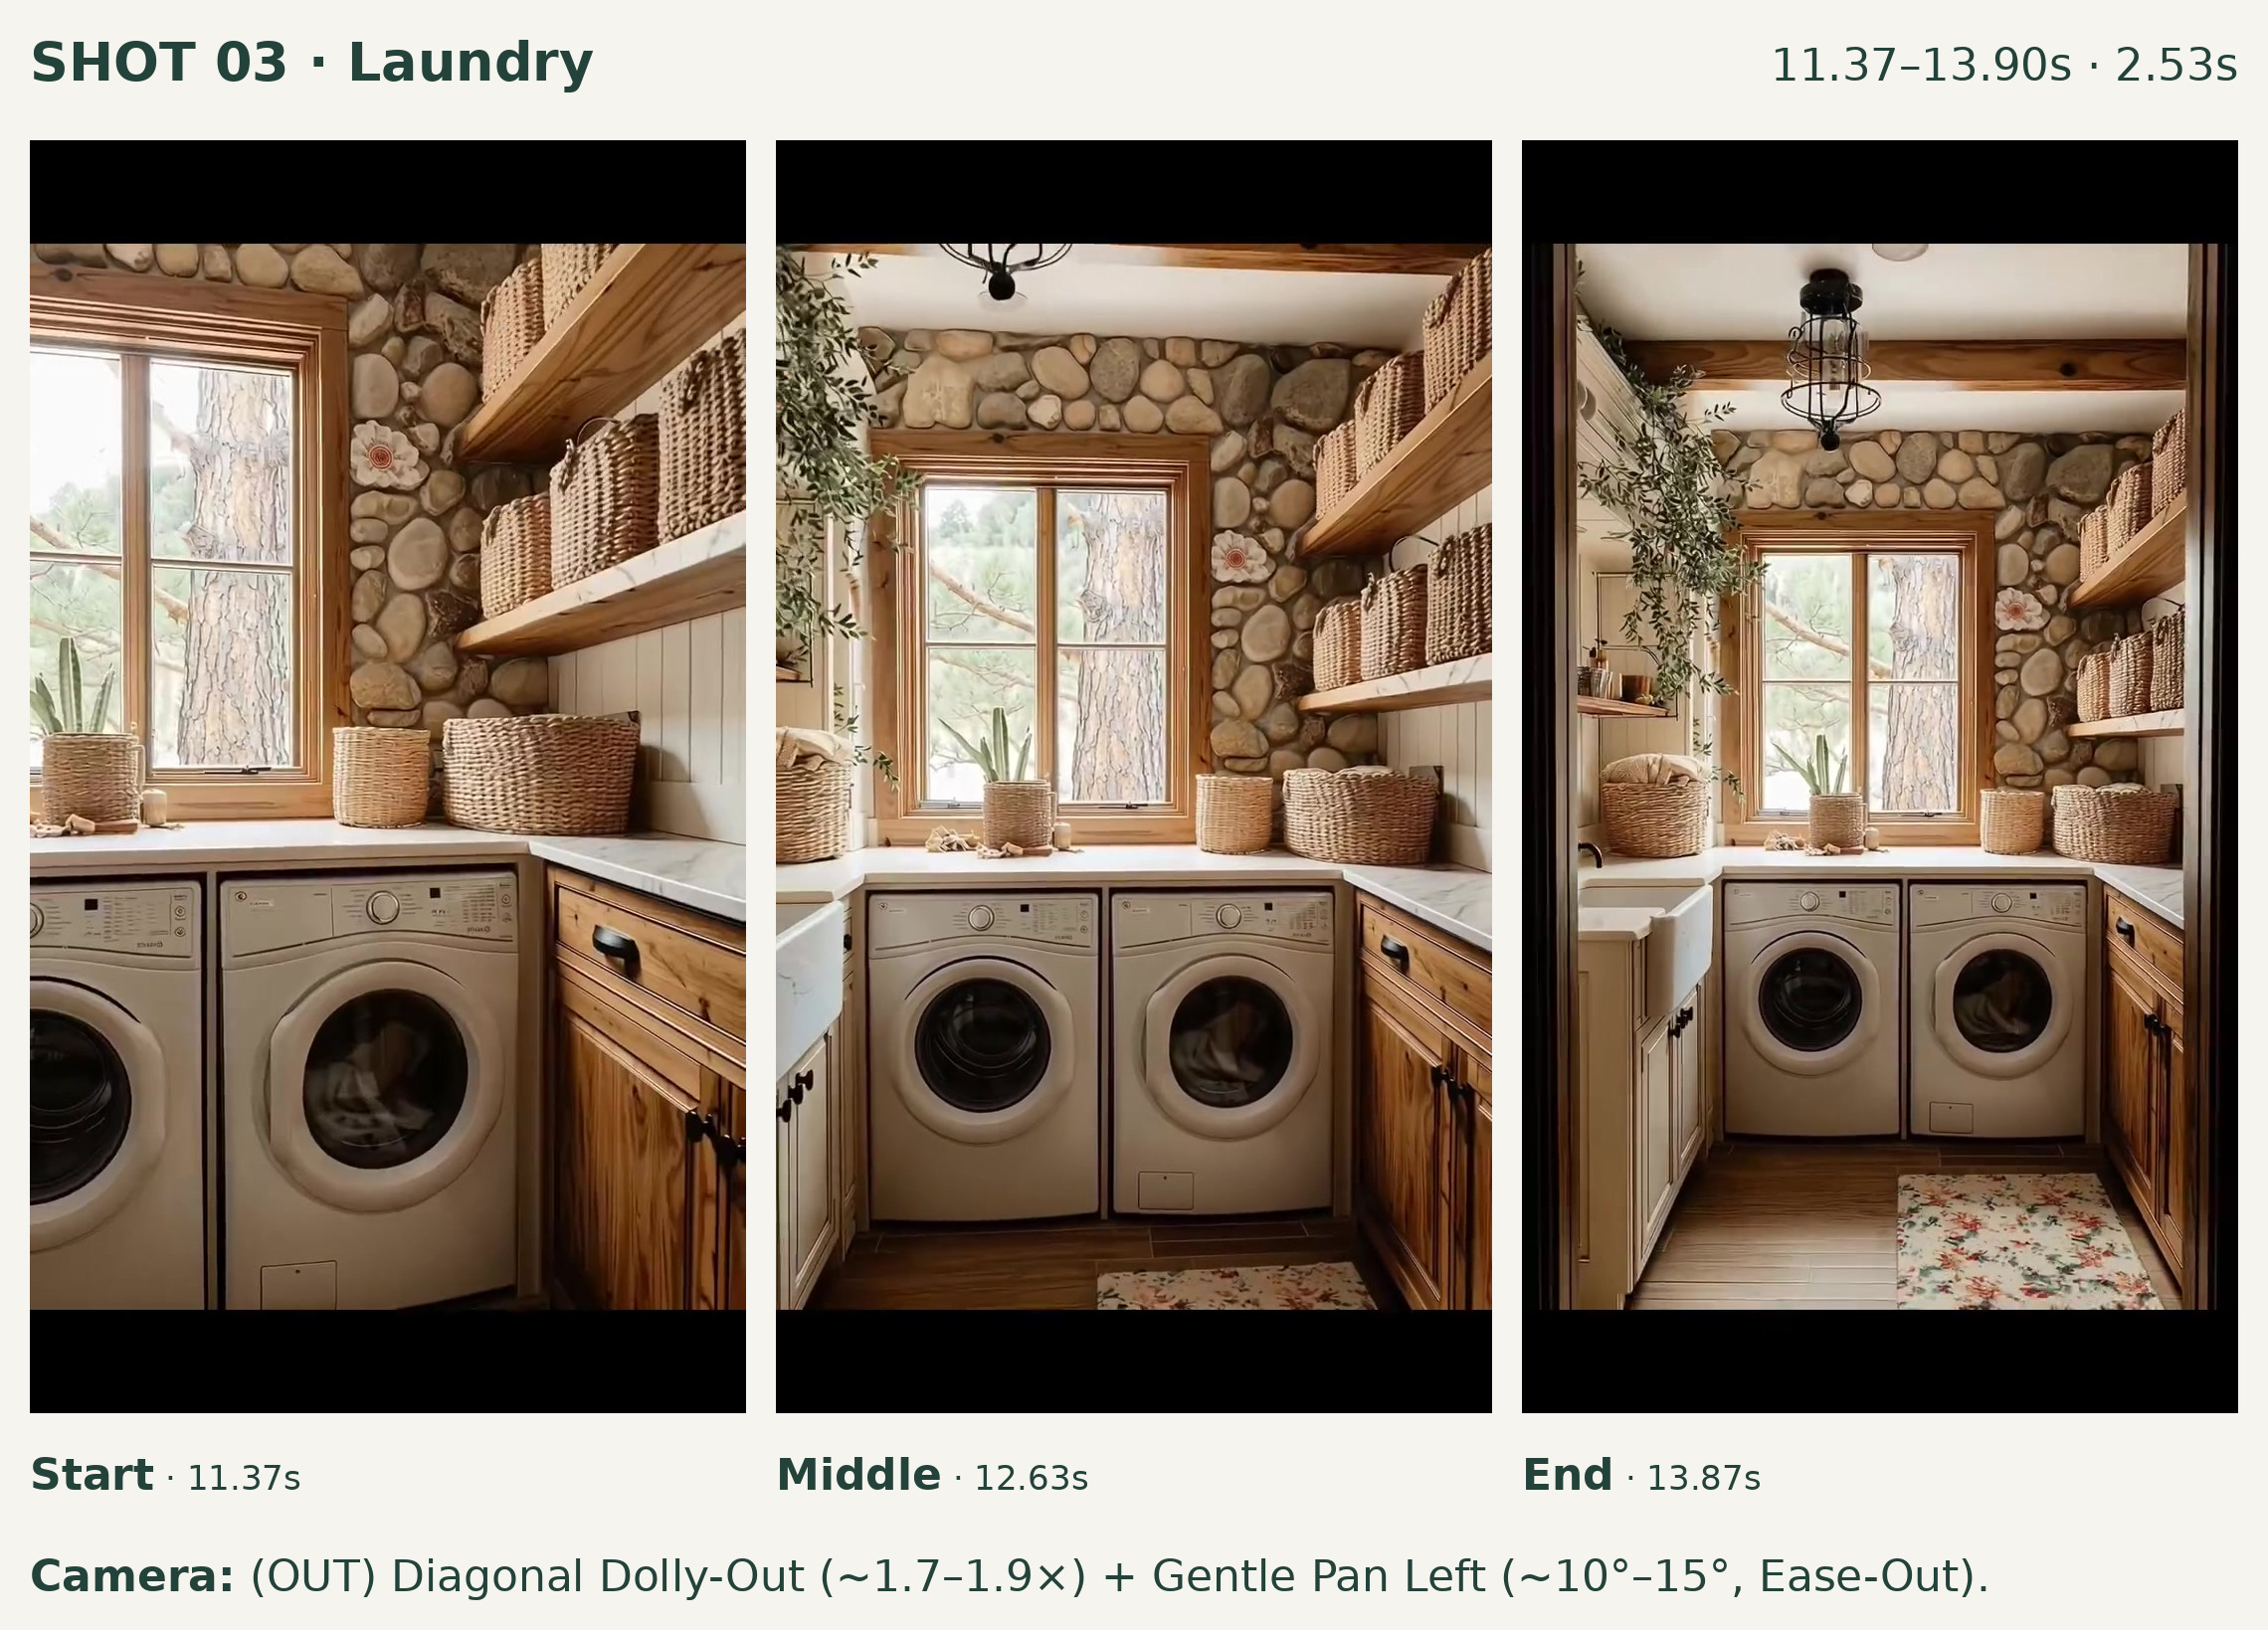 SHOT 03 · Laundry
11.37–13.90s · 2.53s
Start · 11.37s
Middle · 12.63s
End · 13.87s
Camera: (OUT) Diagonal Dolly-Out (~1.7–1.9×) + Gentle Pan Left (~10°–15°, Ease-Out).